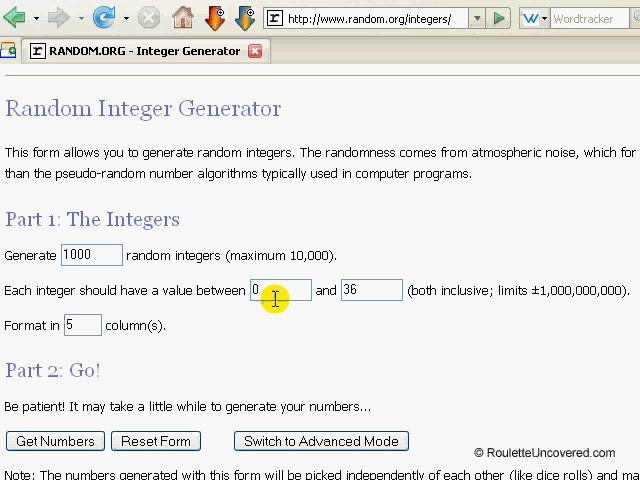 http://www.random.org/integers/
W
Wordtracker
RANDOM.ORG - Integer Generator
Random Integer Generator
This form allows you to generate random integers. The randomness comes from atmospheric noise, which for
than the pseudo-random number algorithms typically used in computer programs.
Part 1: The Integers
Generate 1000 random integers (maximum 10,000).
Each integer should have a value between 0 and 36 (both inclusive; limits ±1,000,000,000).
Format in 5 column(s).
Part 2: Go!
Be patient! It may take a little while to generate your numbers...
Get Numbers Reset Form Switch to Advanced Mode
© RouletteUncovered.com
Note: The numbers generated with this form will be picked independently of each other (like dice rolls) and ma